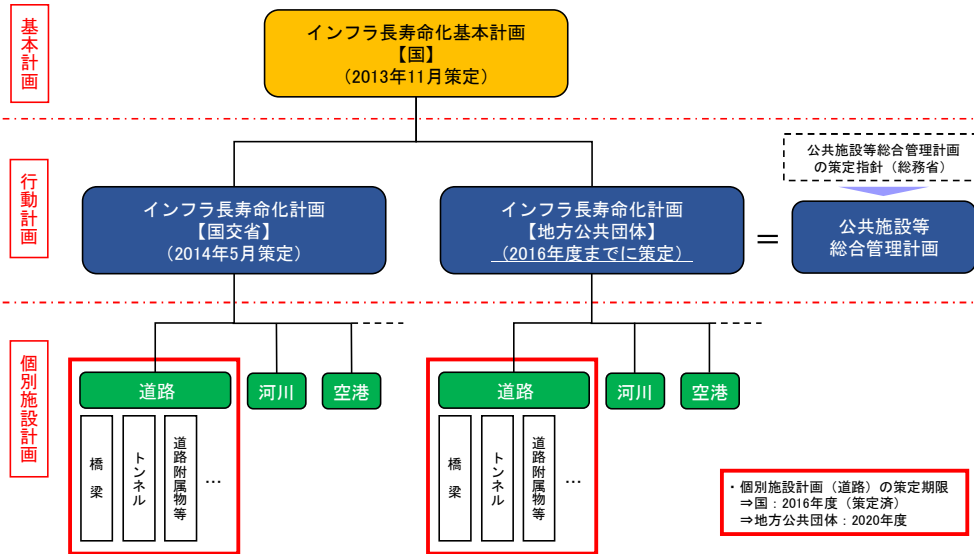 基本計画
インフラ長寿命化基本計画
【国】
（2013年11月策定）
行動計画
インフラ長寿命化計画
【国交省】
（2014年5月策定）
インフラ長寿命化計画
【地方公共団体】
（2016年度までに策定）
＝
公共施設等総合管理計画
の策定指針（総務省）
公共施設等
総合管理計画
個別施設計画
道路
河川
空港
橋梁
トンネル
道路附属物等
…
道路
河川
空港
橋梁
トンネル
道路附属物等
…
・個別施設計画（道路）の策定期限
⇒国：2016年度（策定済）
⇒地方公共団体：2020年度